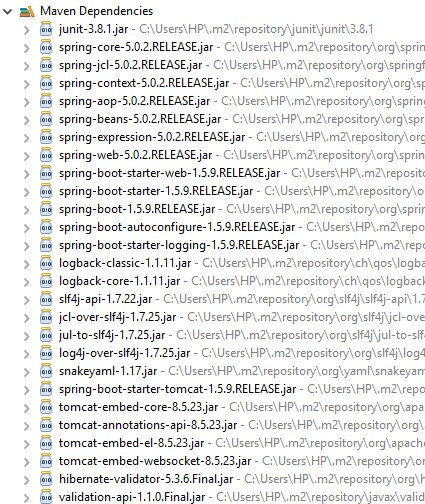 Maven Dependencies
junit-3.8.1.jar - C:\Users\HP\.m2\repository\junit\junit\3.8.1
spring-core-5.0.2.RELEASE.jar - C:\Users\HP\.m2\repository\org\sprin
spring-jcl-5.0.2.RELEASE.jar - C:\Users\HP\.m2\repository\org\springf
spring-context-5.0.2.RELEASE.jar - C:\Users\HP\.m2\repository\org\
spring-aop-5.0.2.RELEASE.jar - C:\Users\HP\.m2\repository\org\spring
spring-beans-5.0.2.RELEASE.jar - C:\Users\HP\.m2\repository\org\spri
spring-expression-5.0.2.RELEASE.jar - C:\Users\HP\.m2\repository\or
spring-web-5.0.2.RELEASE.jar - C:\Users\HP\.m2\repository\org\sprin
spring-boot-starter-web-1.5.9.RELEASE.jar - C:\Users\HP\.m2\reposit
spring-boot-starter-1.5.9.RELEASE.jar - C:\Users\HP\.m2\repository\o
spring-boot-1.5.9.RELEASE.jar - C:\Users\HP\.m2\repository\org\sprir
spring-boot-autoconfigure-1.5.9.RELEASE.jar - C:\Users\HP\.m2\repo
spring-boot-starter-logging-1.5.9.RELEASE.jar - C:\Users\HP\.m2\rep
logback-classic-1.1.11.jar - C:\Users\HP\.m2\repository\ch\qos\logba
logback-core-1.1.11.jar - C:\Users\HP\.m2\repository\ch\qos\logback
slf4j-api-1.7.22.jar - C:\Users\HP\.m2\repository\org\slf4j\slf4j-api\1.7
jcl-over-slf4j-1.7.25.jar - C:\Users\HP\.m2\repository\org\slf4j\jcl-over
jul-to-slf4j-1.7.25.jar - C:\Users\HP\.m2\repository\org\slf4j\jul-to-slf
log4j-over-slf4j-1.7.25.jar - C:\Users\HP\.m2\repository\org\slf4j\log4
snakeyaml-1.17.jar - C:\Users\HP\.m2\repository\org\yaml\snakeyam
spring-boot-starter-tomcat-1.5.9.RELEASE.jar - C:\Users\HP\.m2\repo
tomcat-embed-core-8.5.23.jar - C:\Users\HP\.m2\repository\org\apa
tomcat-annotations-api-8.5.23.jar - C:\Users\HP\.m2\repository\org\
tomcat-embed-el-8.5.23.jar - C:\Users\HP\.m2\repository\org\apache
tomcat-embed-websocket-8.5.23.jar - C:\Users\HP\.m2\repository\or
hibernate-validator-5.3.6.Final.jar - C:\Users\HP\.m2\repository\org\h
validation-api-1.1.0.Final.jar - C:\Users\HP\.m2\repository\javax\valid